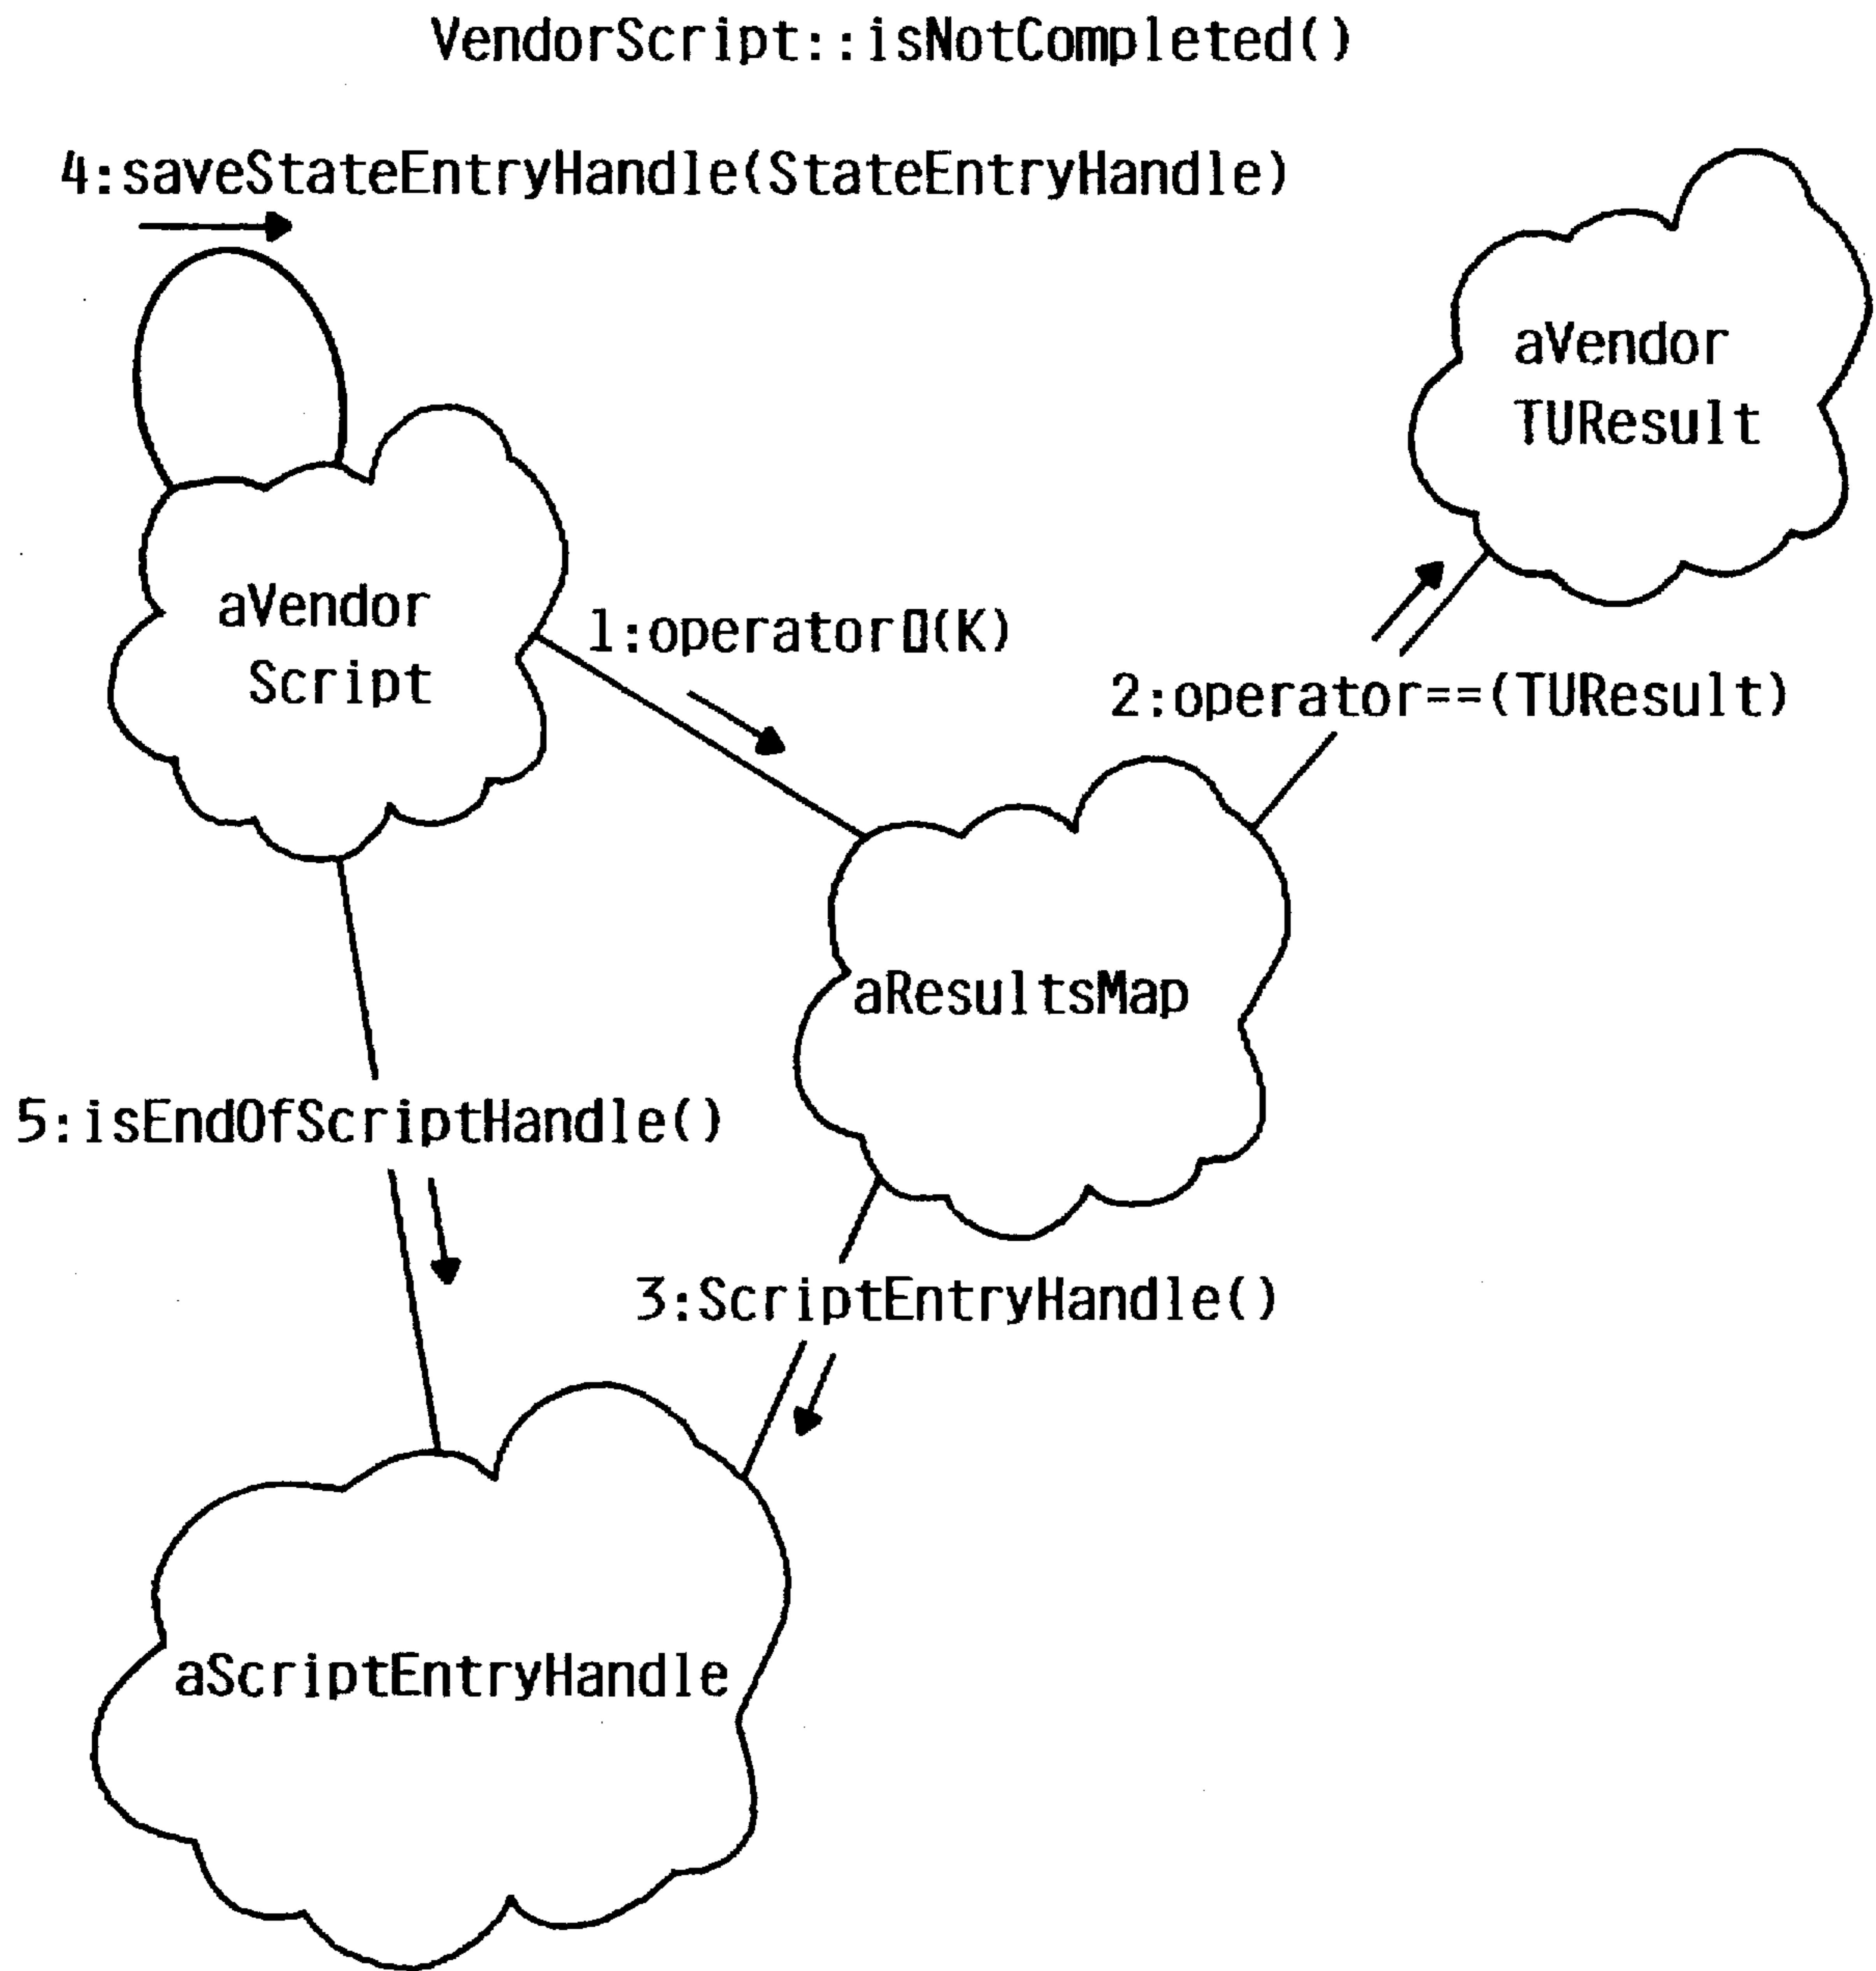 VendorScript::isNotCompleted()
4:saveStateEntryHandle(StateEntryHandle)
aVendor
TUResult
aVendor
Script
1:operator[](K)
2:operator==(TUResult)
aResultsMap
5:isEndOfScriptHandle()
3:ScriptEntryHandle()
aScriptEntryHandle